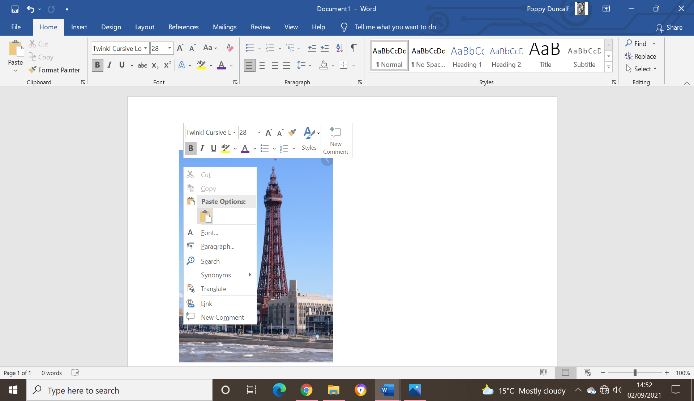 Document1 - Word
Poppy Duncalf
File Home Insert Design Layout References Mailings Review View Help Tell me what you want to do
Share
Paste
Cut
Copy
Format Painter
Clipboard
Twinkl Cursive Lo 28
B I U abc X₂ X²
Font
Paragraph
AaBbCcDc AaBbCcDc AaBbCc AaBbCcD AaB AaBbCcD
¶ Normal ¶ No Spac... Heading 1 Heading 2 Title Subtitle
Styles
Find
Replace
Select
Editing
Twinkl Cursive L 28
B I U
Styles
New Comment
Cut
Copy
Paste Options:
Font...
Paragraph...
Search
Synonyms
Translate
Link
New Comment
Page 1 of 1 0 words
100%
Type here to search
15°C Mostly cloudy
14:52
02/09/2021